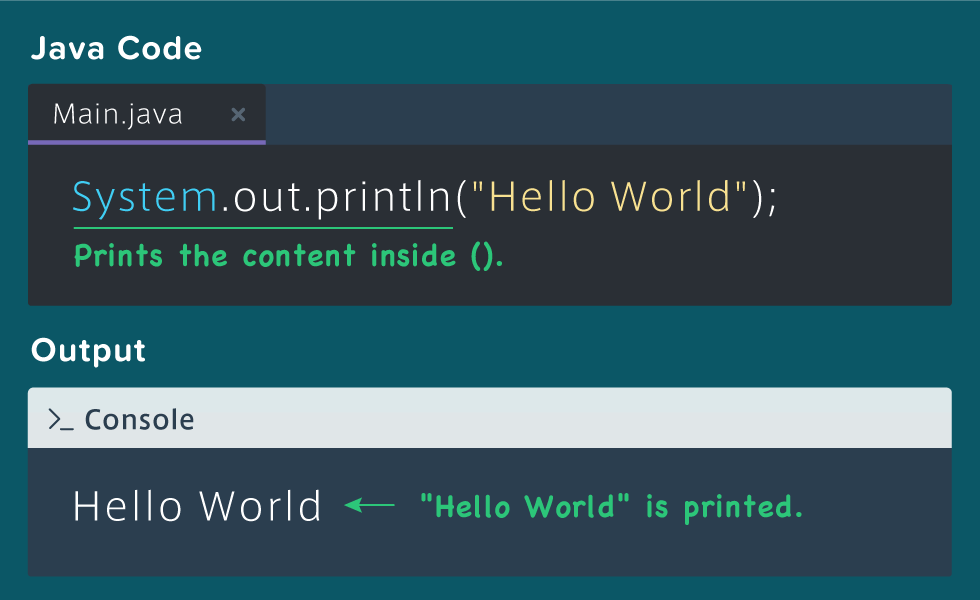 Java Code
Main.java ×
System.out.println("Hello World");
Prints the content inside ().
Output
>_ Console
Hello World ← "Hello World" is printed.